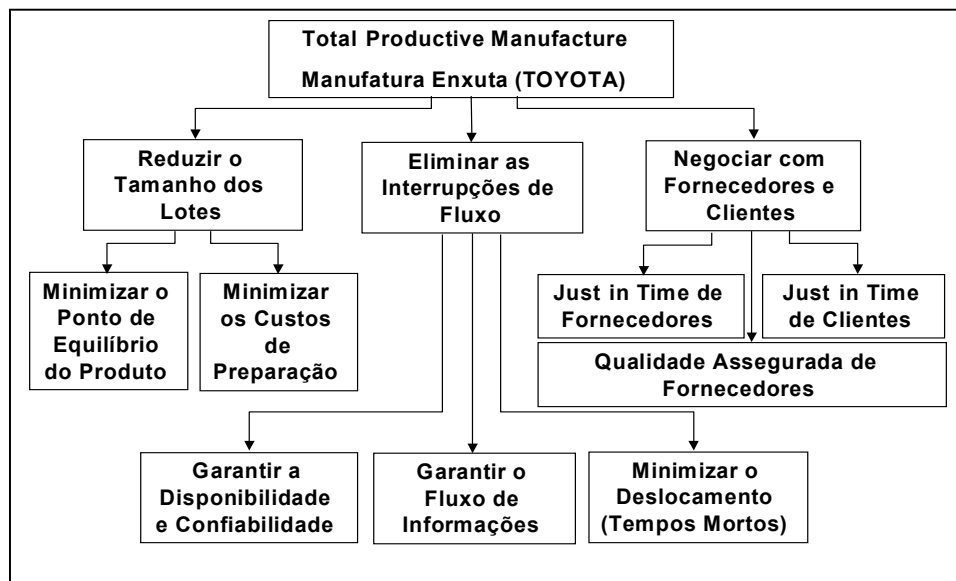 Total Productive Manufacture
Manufatura Enxuta (TOYOTA)
Reduzir o
Tamanho dos
Lotes
Eliminar as
Interrupções de
Fluxo
Negociar com
Fornecedores e
Clientes
Minimizar o
Ponto de
Equilíbrio
do Produto
Minimizar
os Custos
de
Preparação
Just in Time de
Fornecedores
Just in Time
de Clientes
Qualidade Assegurada de
Fornecedores
Garantir a
Disponibilidade
e Confiabilidade
Garantir o
Fluxo de
Informações
Minimizar o
Deslocamento
(Tempos Mortos)